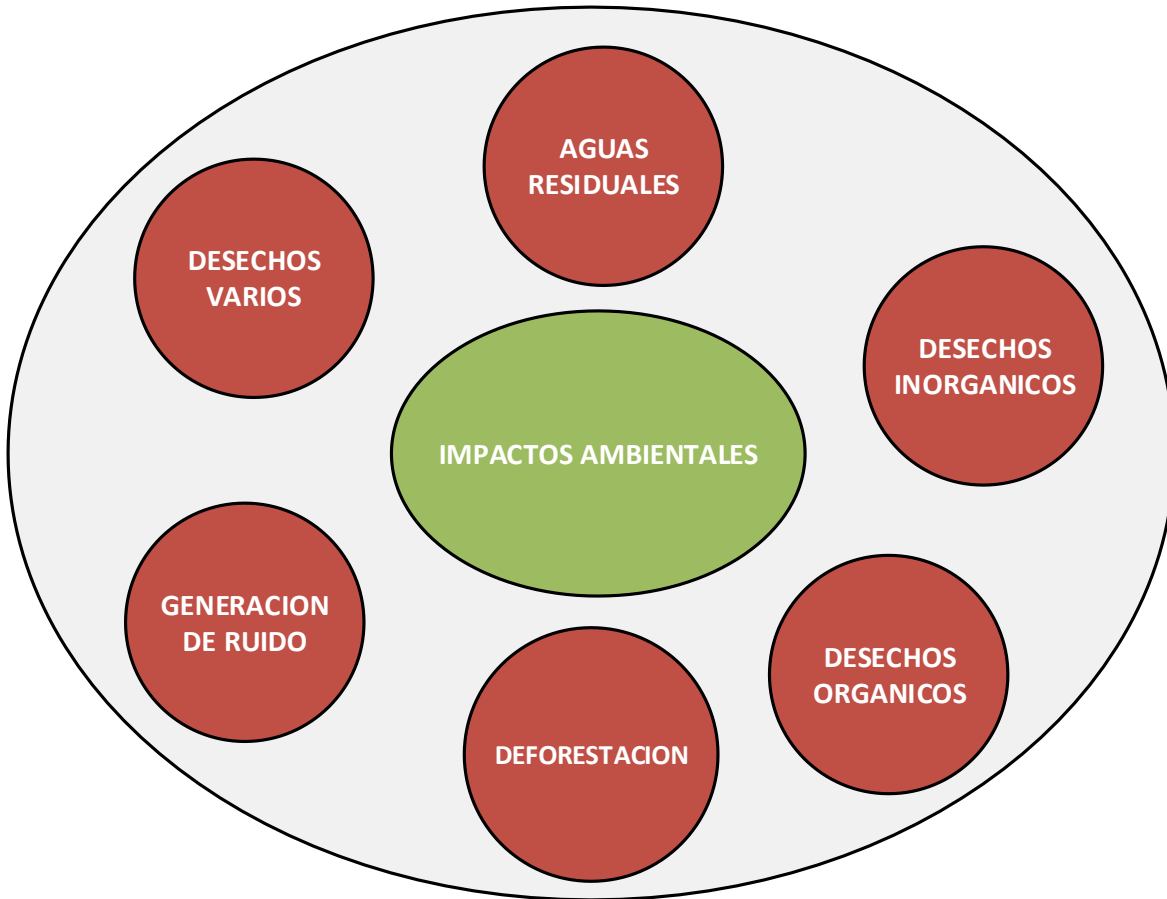 AGUAS
RESIDUALES
DESECHOS
VARIOS
DESECHOS
INORGANICOS
IMPACTOS AMBIENTALES
GENERACION
DE RUIDO
DESECHOS
ORGANICOS
DEFORESTACION